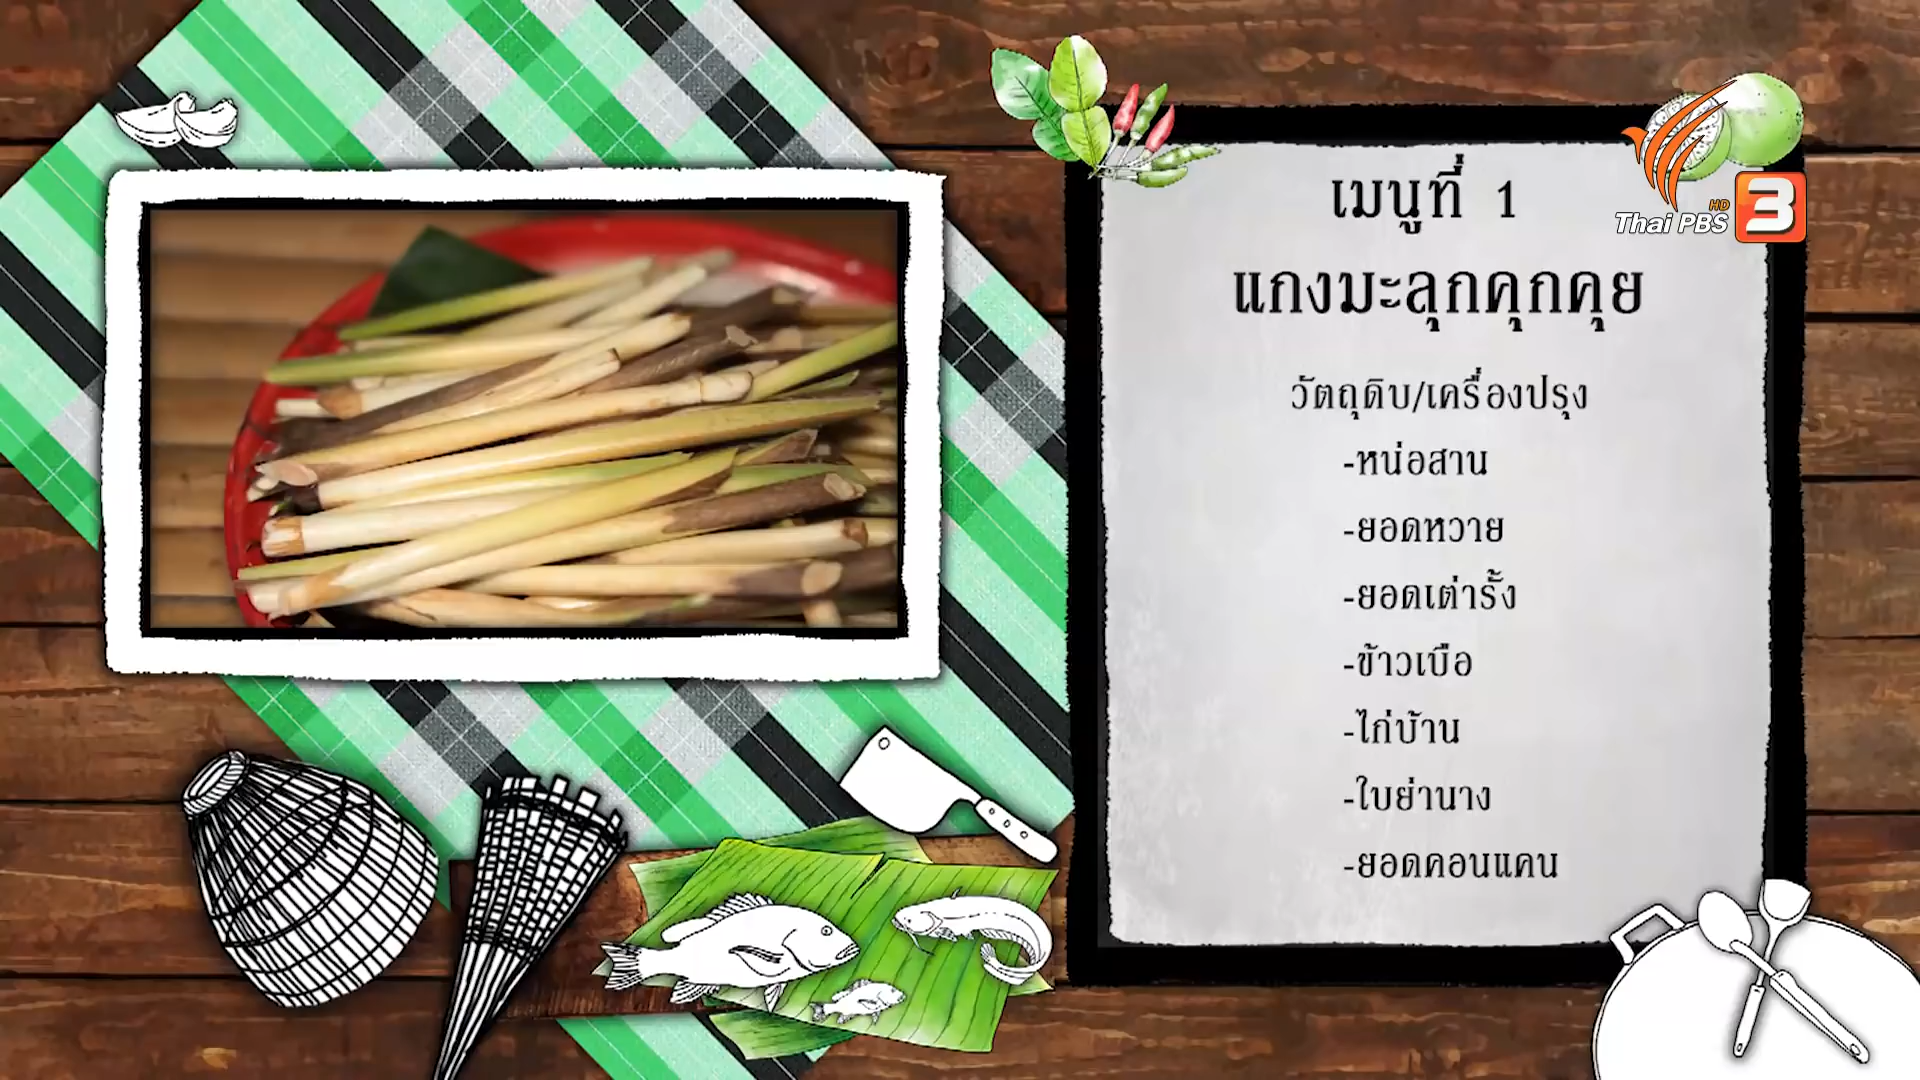 เมนูที่ 1
แกงมะลุกคุกคุย
วัตถุดิบ/เครื่องปรุง
-หน่อสาน
-ยอดหวาย
-ยอดเต่ารั้ง
-ข้าวเบือ
-ไก่บ้าน
-ใบย่านาง
-ยอดคอนแคน
HD
Thai PBS 3